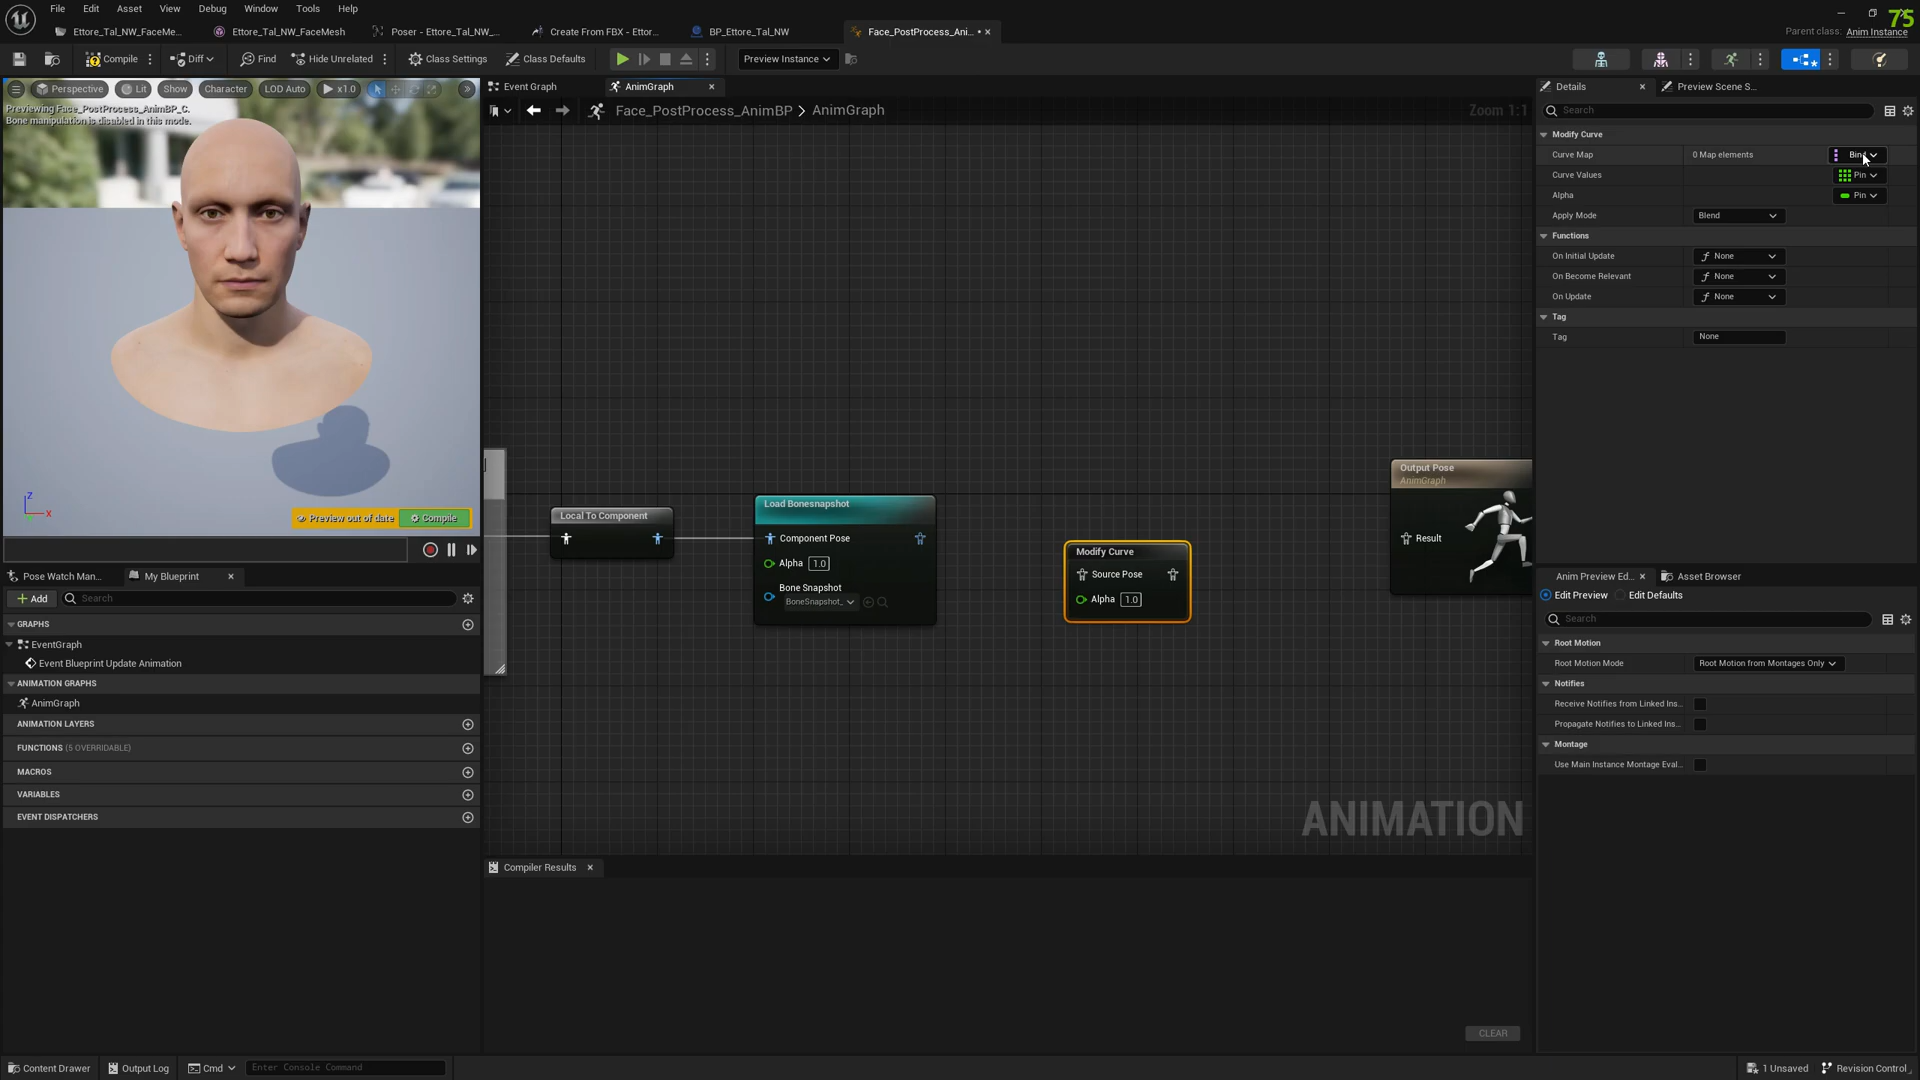 File Edit Asset View Debug Window Tools Help
75
Ettore_Tal_NW_FaceMe... Ettore_Tal_NW_FaceMesh Poser - Ettore_Tal_NW_... Create From FBX - Ettor... BP_Ettore_Tal_NW Face_PostProcess_Ani... •
Parent class: Anim Instance
Compile Diff Find Hide Unrelated Class Settings Class Defaults Preview Instance
Perspective Lit Show Character LOD Auto x1.0
Previewing Face_PostProcess_AnimBP_C.
Bone manipulation is disabled in this mode.
Z
X
Preview out of date Compile
Pose Watch Man... My Blueprint
Add Search
GRAPHS
EventGraph
Event Blueprint Update Animation
ANIMATION GRAPHS
AnimGraph
ANIMATION LAYERS
FUNCTIONS (5 OVERRIDABLE)
MACROS
VARIABLES
EVENT DISPATCHERS
Event Graph AnimGraph
Face_PostProcess_AnimBP > AnimGraph Zoom 1:1
Local To Component
Load Bonesnapshot
Component Pose
Alpha 1.0
Bone Snapshot
BoneSnapshot_
Modify Curve
Source Pose
Alpha 1.0
Output Pose
AnimGraph
Result
ANIMATION
Compiler Results
CLEAR
Details Preview Scene S...
Search
Modify Curve
Curve Map 0 Map elements
Curve Values Pin
Alpha Pin
Apply Mode Blend
Functions
On Initial Update None
On Become Relevant None
On Update None
Tag
Tag None
Anim Preview Ed... Asset Browser
Edit Preview Edit Defaults
Search
Root Motion
Root Motion Mode Root Motion from Montages Only
Notifies
Receive Notifies from Linked Ins...
Propagate Notifies to Linked Ins...
Montage
Use Main Instance Montage Eval...
Content Drawer Output Log Cmd Enter Console Command 1 Unsaved Revision Control